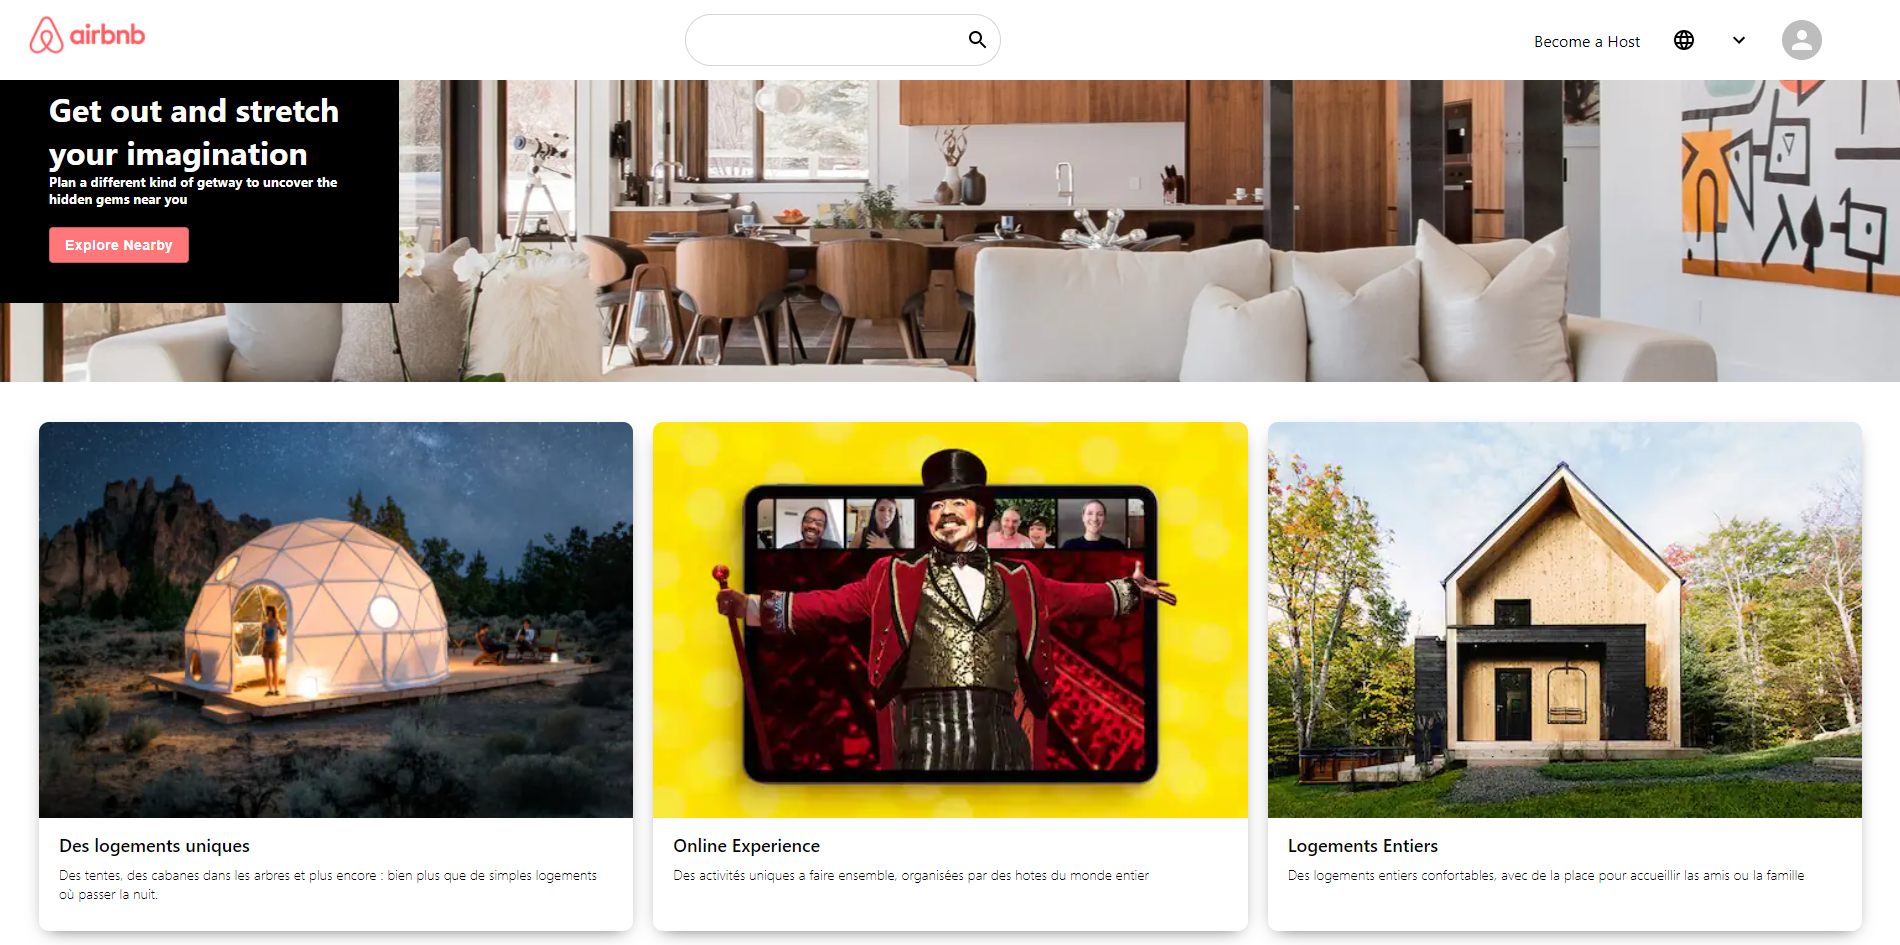 airbnb
Become a Host
Get out and stretch
your imagination
Plan a different kind of getway to uncover the
hidden gems near you
Explore Nearby
Des logements uniques
Des tentes, des cabanes dans les arbres et plus encore : bien plus que de simples logements
où passer la nuit.
Online Experience
Des activités uniques a faire ensemble, organisées par des hotes du monde entier
Logements Entiers
Des logements entiers confortables, avec de la place pour accueillir las amis ou la famille